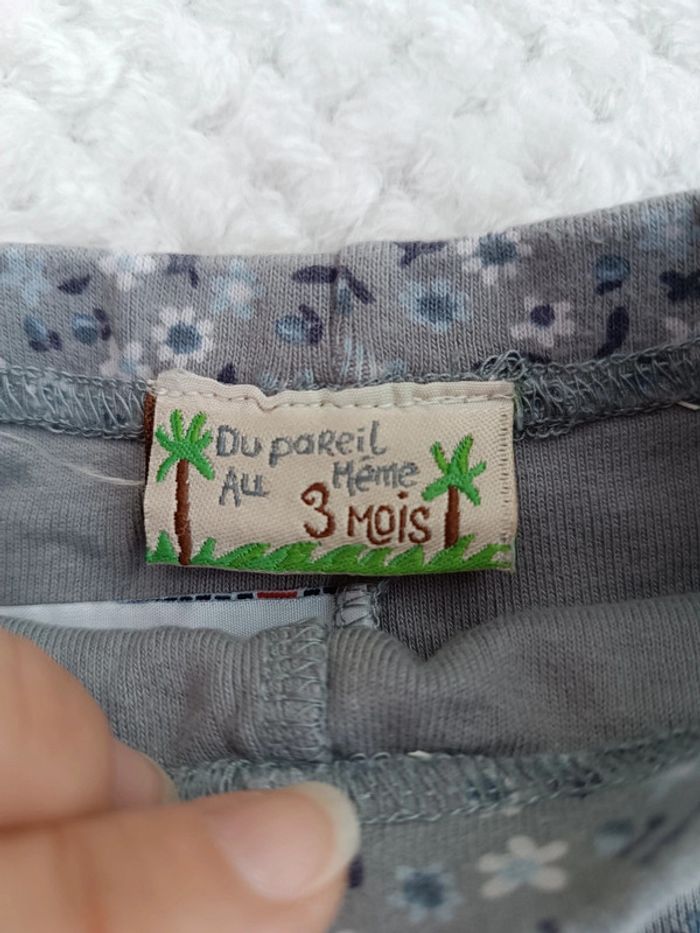 Du pareil
Au Même
3 Mois